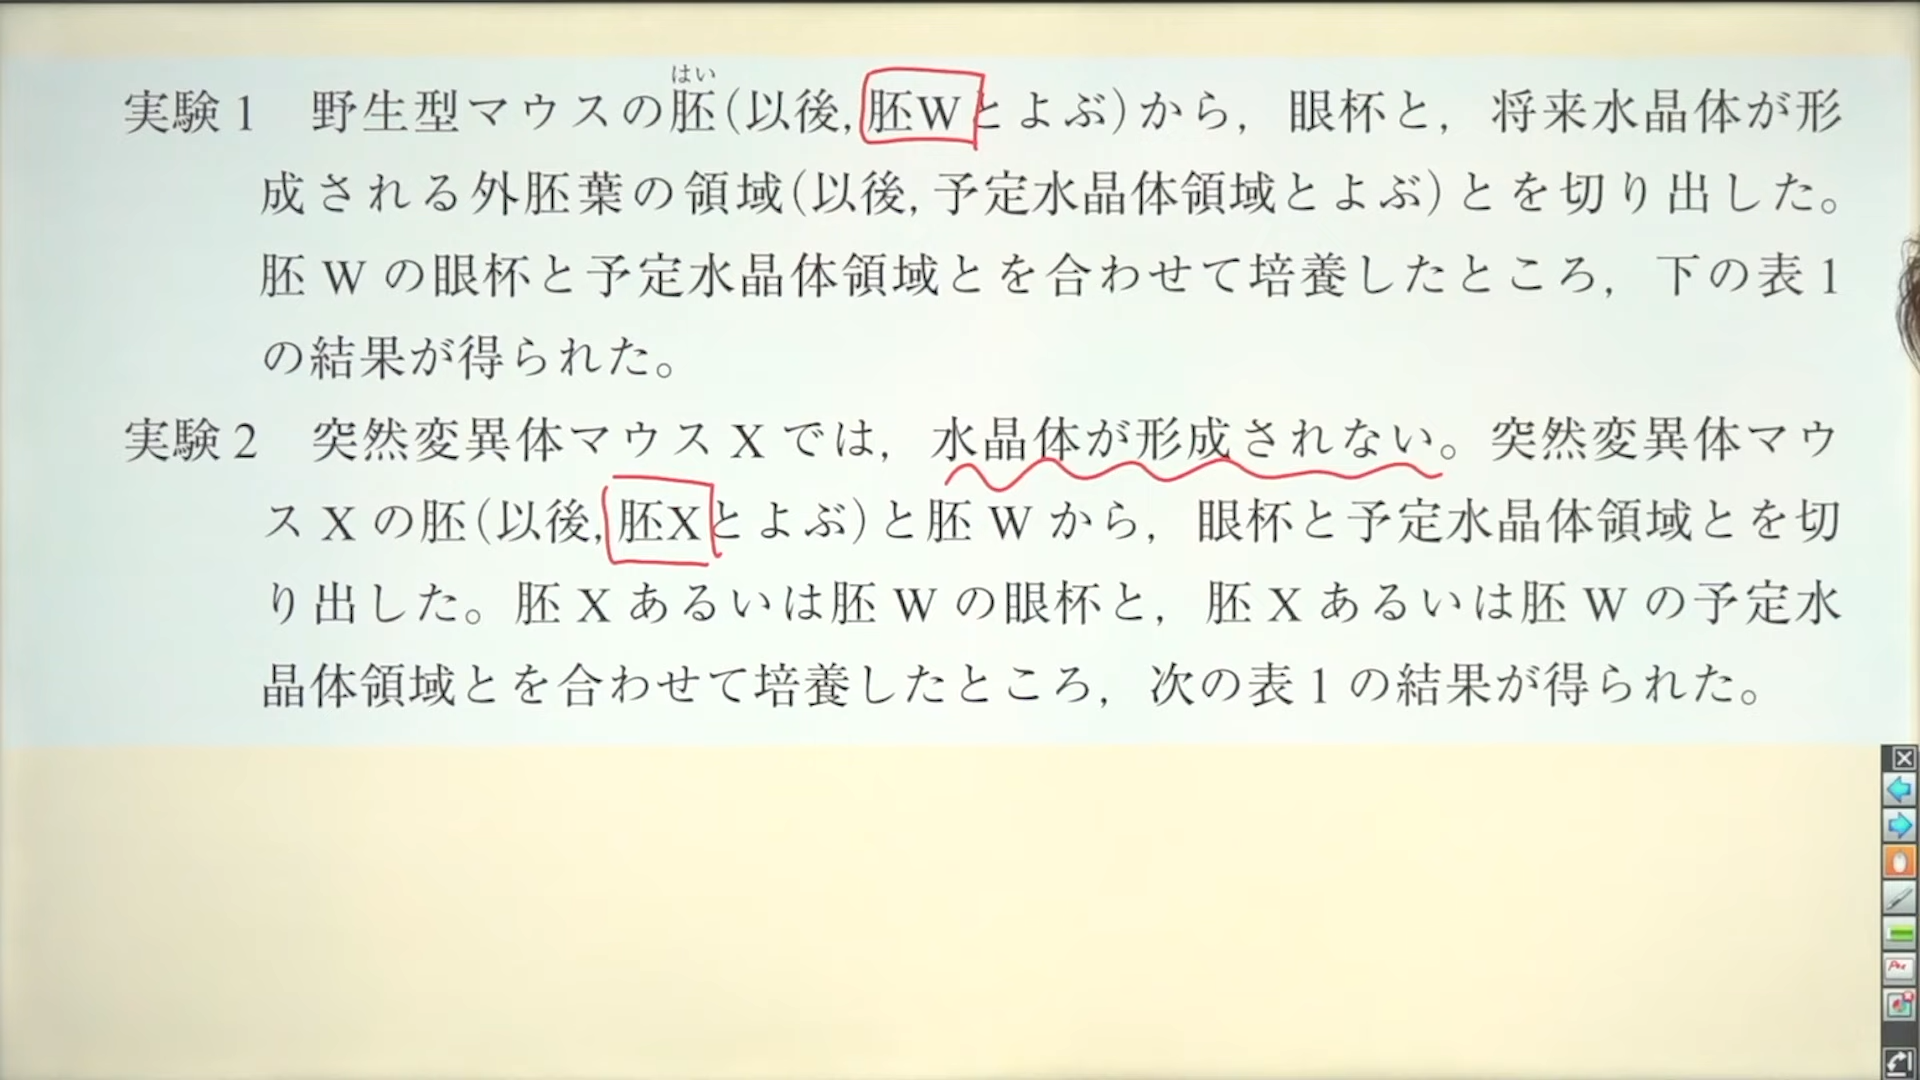 はい
実験1 野生型マウスの胚(以後,胚Wとよぶ)から,眼杯と,将来水晶体が形
成される外胚葉の領域(以後,予定水晶体領域とよぶ)とを切り出した。
胚Wの眼杯と予定水晶体領域とを合わせて培養したところ,下の表1
の結果が得られた。
実験2 突然変異体マウスXでは,水晶体が形成されない。突然変異体マウ
スXの胚(以後,胚Xとよぶ)と胚Wから,眼杯と予定水晶体領域とを切
り出した。胚Xあるいは胚Wの眼杯と,胚Xあるいは胚Wの予定水
晶体領域とを合わせて培養したところ,次の表1の結果が得られた。